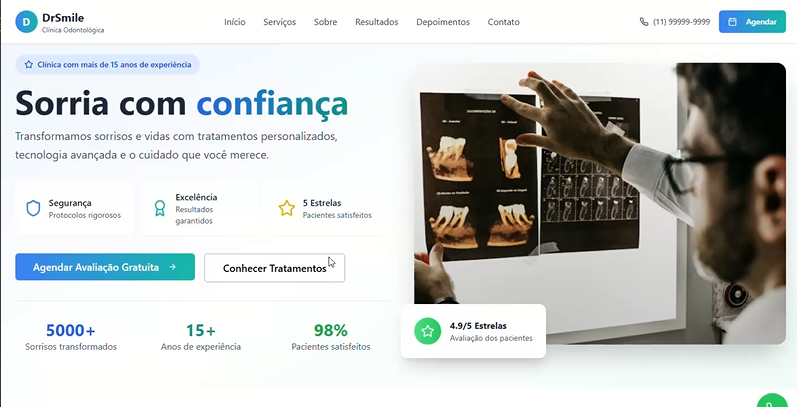 D
DrSmile
Clínica Odontológica
Início
Serviços
Sobre
Resultados
Depoimentos
Contato
(11) 99999-9999
Agendar
Clínica com mais de 15 anos de experiência
Sorria com confiança
Transformamos sorrisos e vidas com tratamentos personalizados,
tecnologia avançada e o cuidado que você merece.
Segurança
Protocolos rigorosos
Excelência
Resultados
garantidos
5 Estrelas
Pacientes satisfeitos
Agendar Avaliação Gratuita →
Conhecer Tratamentos
5000+
Sorrisos transformados
15+
Anos de experiência
98%
Pacientes satisfeitos
4.9/5 Estrelas
Avaliação dos pacientes